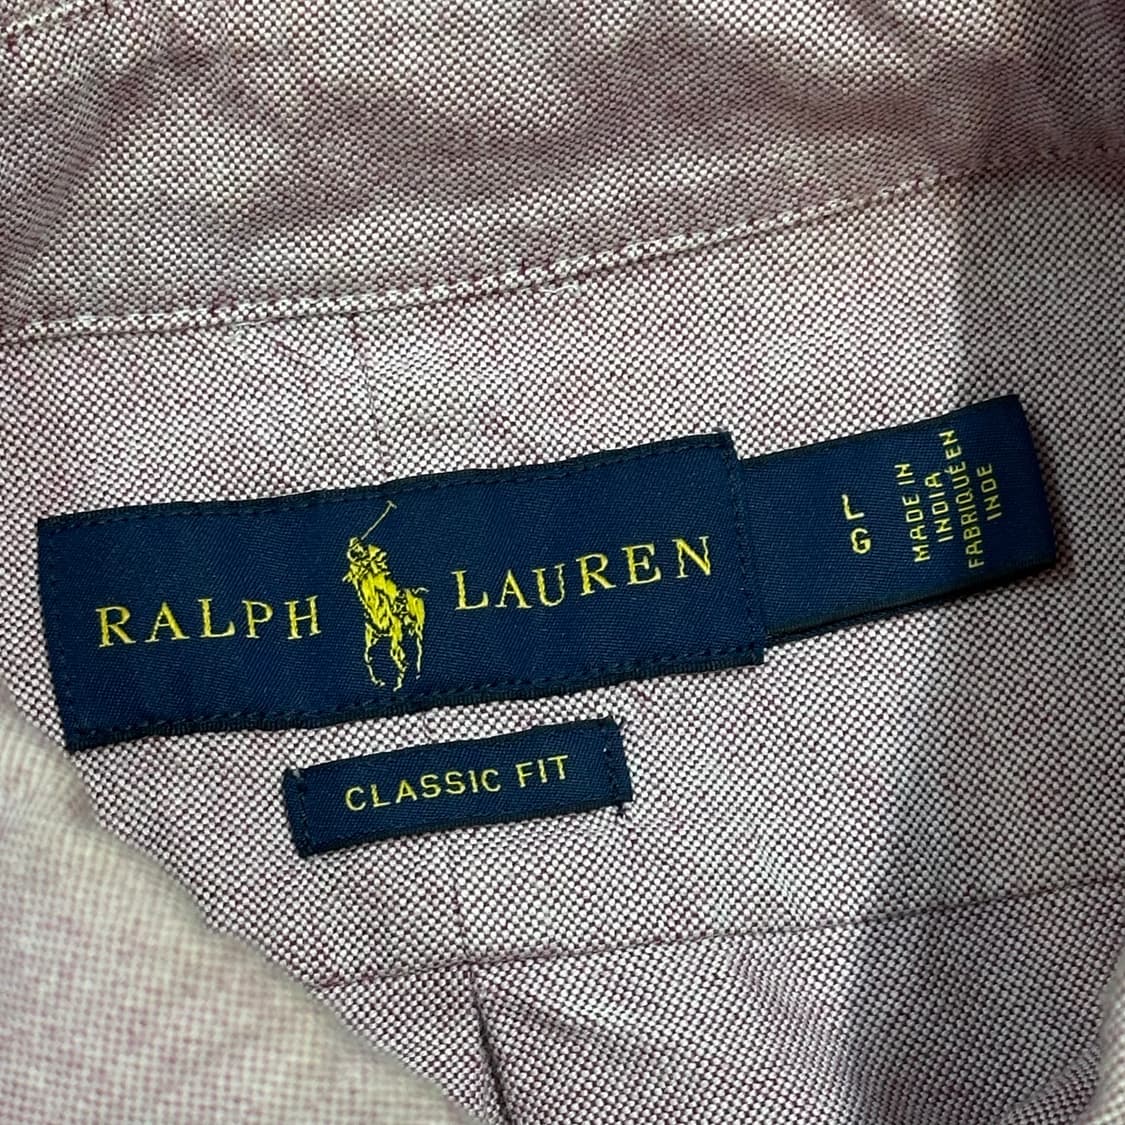 RALPH LAUREN
L
G
MADE IN
INDIA
FABRIQUÉ EN
INDE
CLASSIC FIT